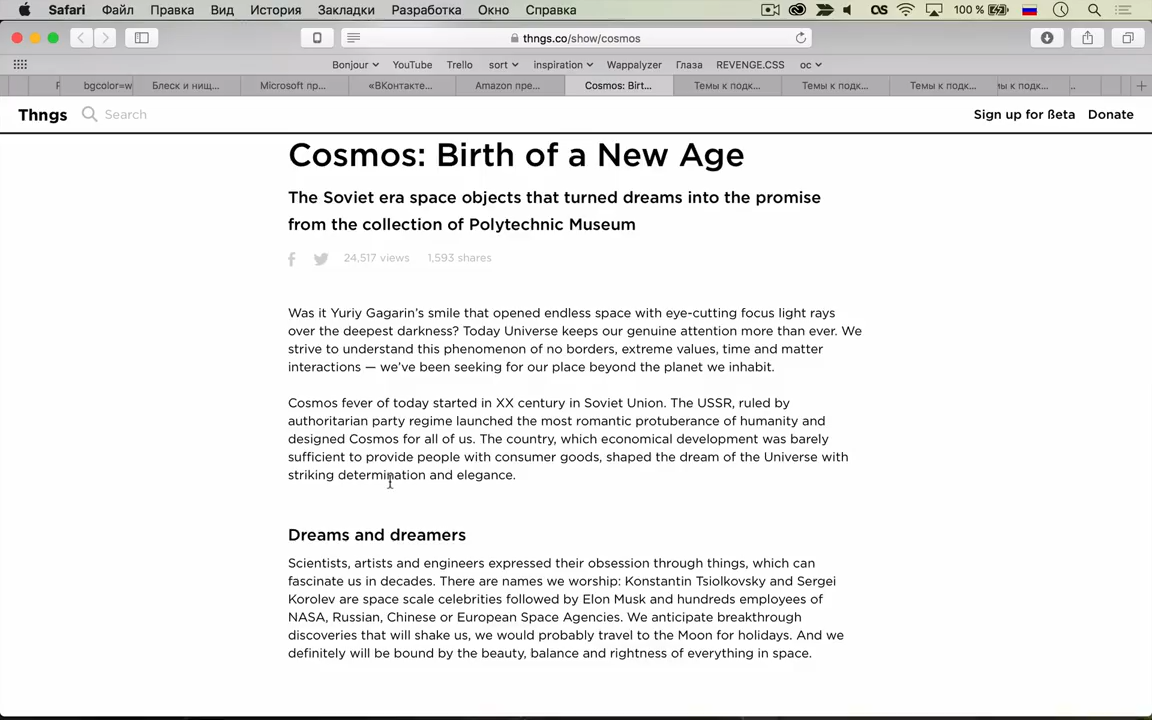 Safari Файл Правка Вид История Закладки Разработка Окно Справка 100 %
thngs.co/show/cosmos
Bonjour YouTube Trello sort inspiration Wappalyzer Глаза REVENGE.CSS ос
bgcolor=w Блеск и нищ... Microsoft пр... «ВКонтакте... Amazon пре... Cosmos: Birt... Темы к подк... Темы к подк... Темы к подк... ы к подк...
Thngs Search Sign up for ßeta Donate
Cosmos: Birth of a New Age
The Soviet era space objects that turned dreams into the promise
from the collection of Polytechnic Museum
24,517 views 1,593 shares
Was it Yuriy Gagarin’s smile that opened endless space with eye-cutting focus light rays
over the deepest darkness? Today Universe keeps our genuine attention more than ever. We
strive to understand this phenomenon of no borders, extreme values, time and matter
interactions — we’ve been seeking for our place beyond the planet we inhabit.
Cosmos fever of today started in XX century in Soviet Union. The USSR, ruled by
authoritarian party regime launched the most romantic protuberance of humanity and
designed Cosmos for all of us. The country, which economical development was barely
sufficient to provide people with consumer goods, shaped the dream of the Universe with
striking determination and elegance.
Dreams and dreamers
Scientists, artists and engineers expressed their obsession through things, which can
fascinate us in decades. There are names we worship: Konstantin Tsiolkovsky and Sergei
Korolev are space scale celebrities followed by Elon Musk and hundreds employees of
NASA, Russian, Chinese or European Space Agencies. We anticipate breakthrough
discoveries that will shake us, we would probably travel to the Moon for holidays. And we
definitely will be bound by the beauty, balance and rightness of everything in space.